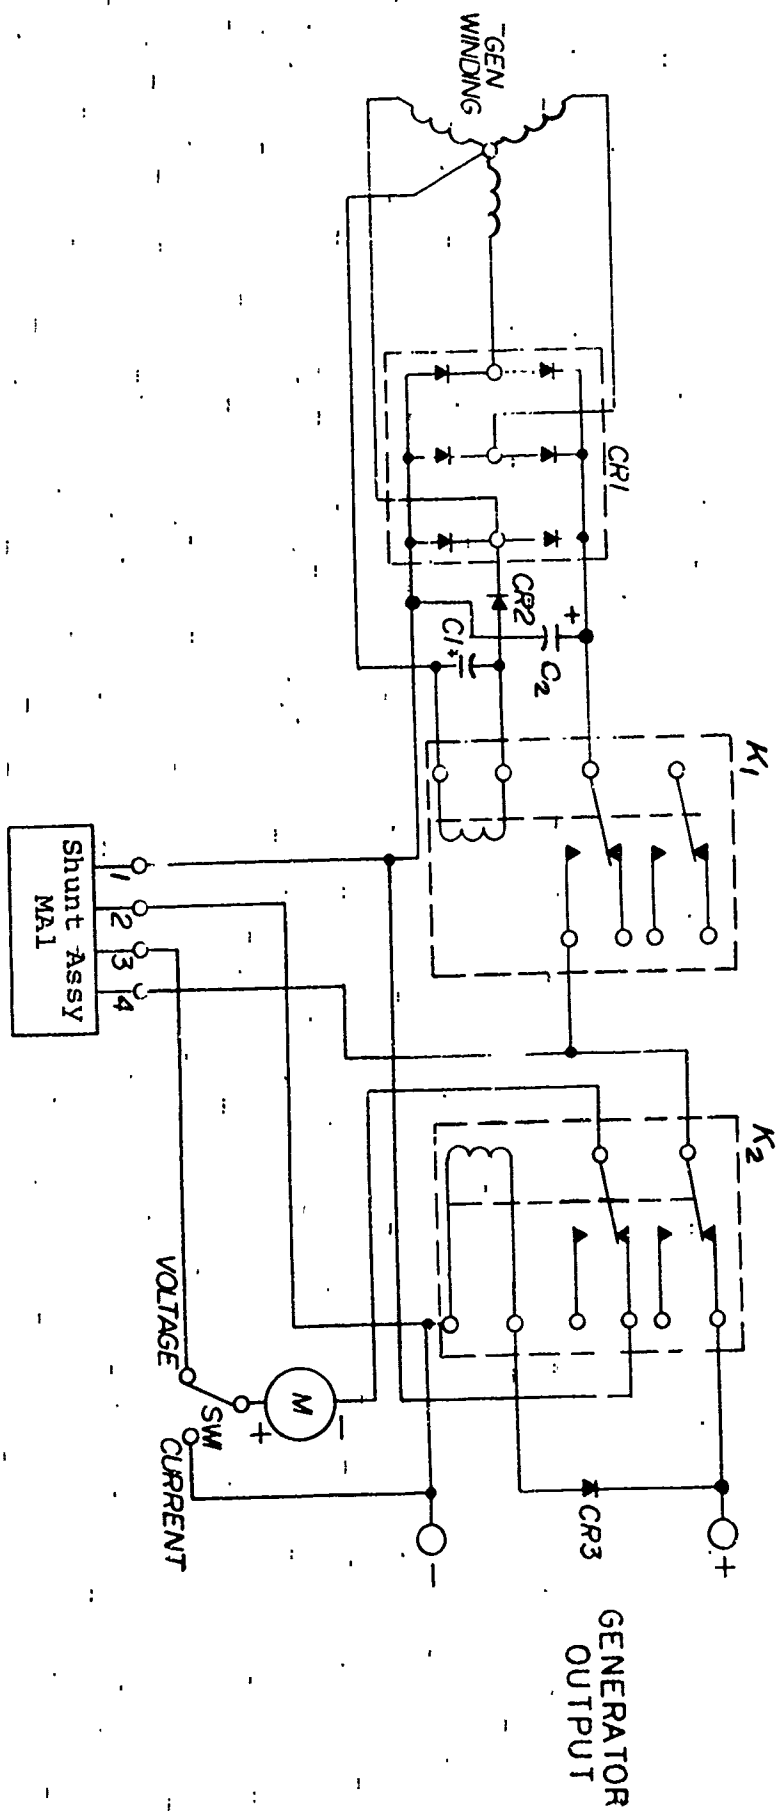 GEN
WINDING
CR1
CR2
+
C2
C1*
K1
K2
1
2
3
4
Shunt Assy
MA1
VOLTAGE
SW
CURRENT
M
+
-
CR3
+
-
GENERATOR
OUTPUT